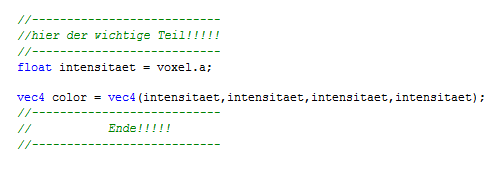 //---------------------------
//hier der wichtige Teil!!!!!
//---------------------------
float intensitaet = voxel.a;
vec4 color = vec4(intensitaet,intensitaet,intensitaet,intensitaet);
//---------------------------
//           Ende!!!!!
//---------------------------